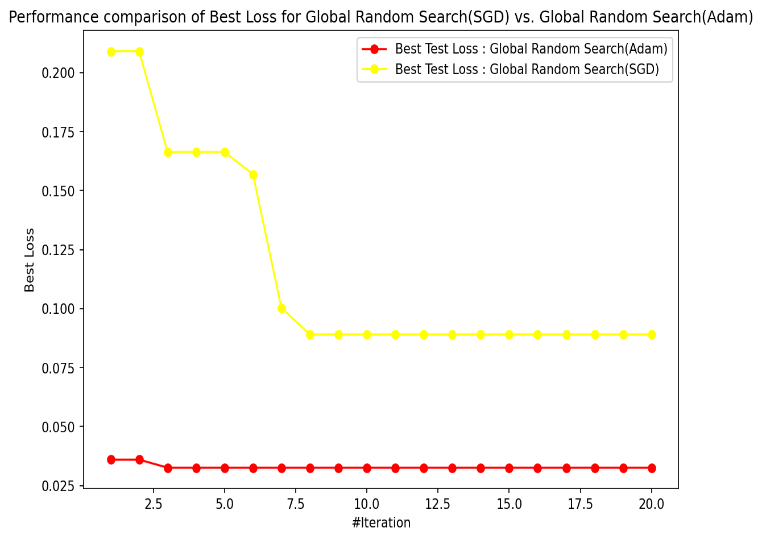 Performance comparison of Best Loss for Global Random Search(SGD) vs. Global Random Search(Adam)
Best Test Loss : Global Random Search(Adam)
Best Test Loss : Global Random Search(SGD)
0.200
0.175
0.150
0.125
0.100
0.075
0.050
0.025
Best Loss
2.5 5.0 7.5 10.0 12.5 15.0 17.5 20.0
#Iteration